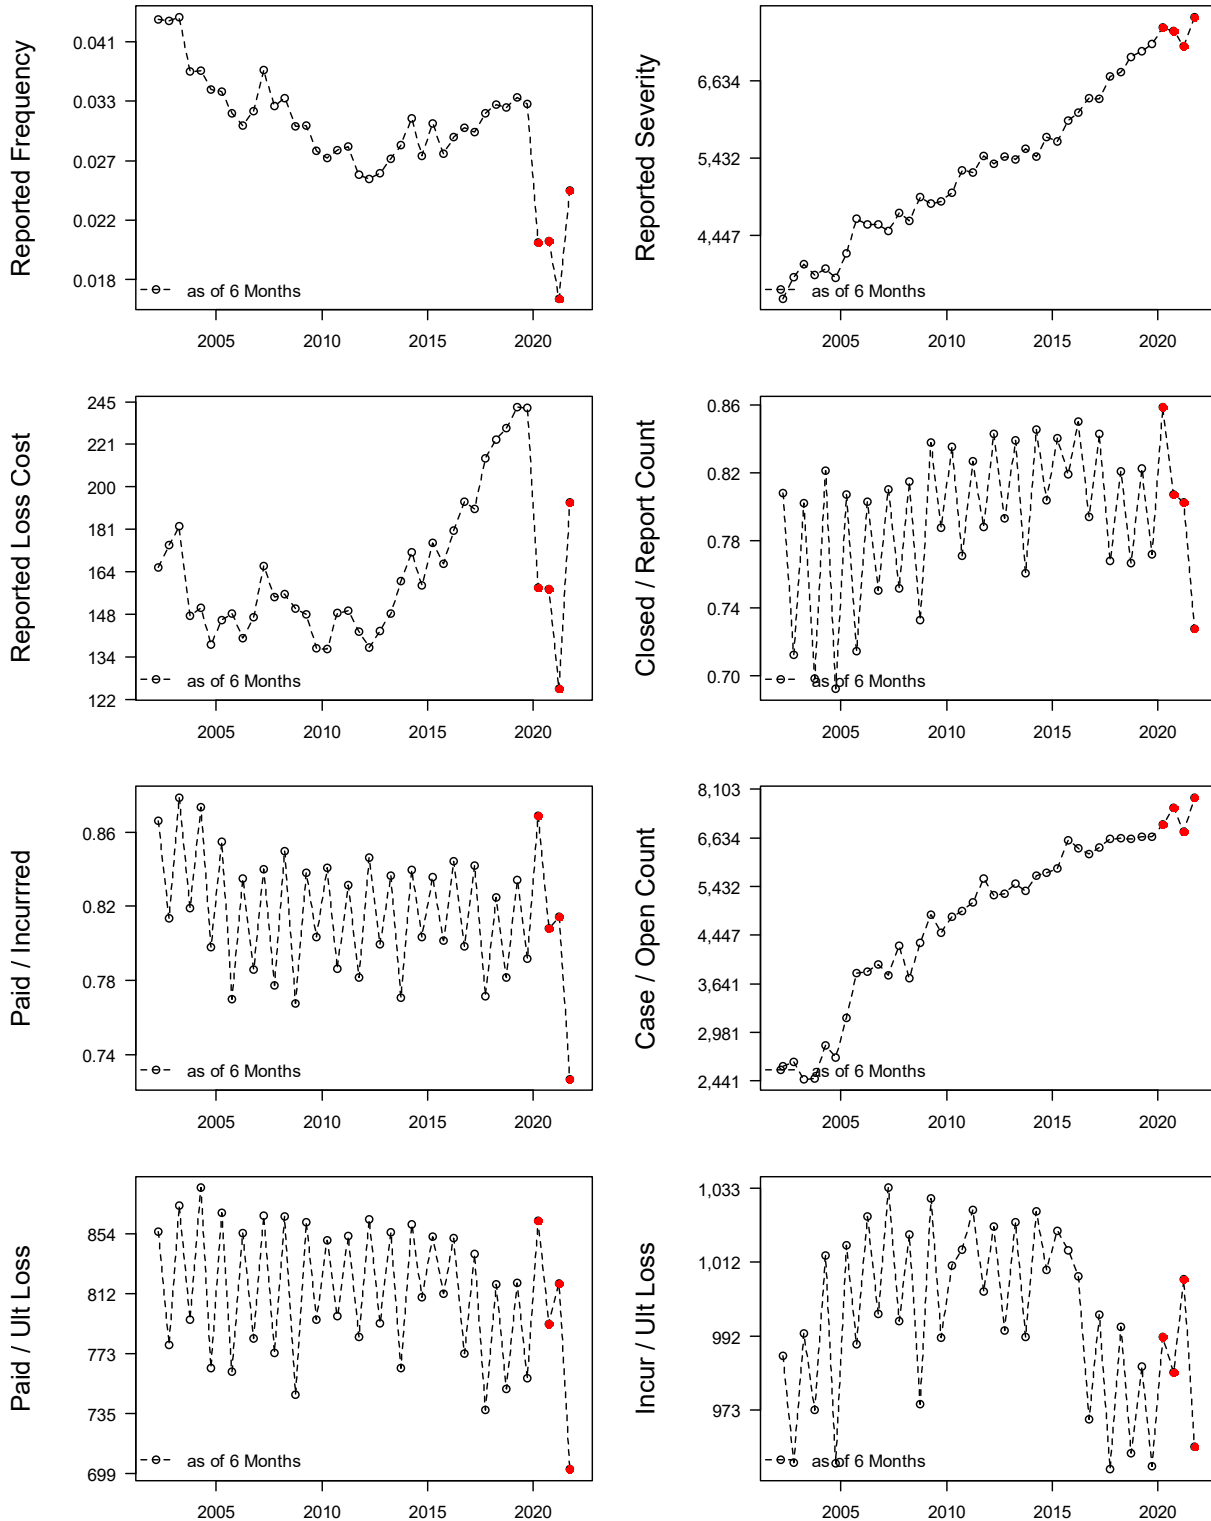 Reported Frequency
0.041
0.033
0.027
0.022
0.018
as of 6 Months
2005 2010 2015 2020
Reported Severity
6,634
5,432
4,447
as of 6 Months
2005 2010 2015 2020
Reported Loss Cost
245
221
200
181
164
148
134
122
as of 6 Months
2005 2010 2015 2020
Closed / Report Count
0.86
0.82
0.78
0.74
0.70
as of 6 Months
2005 2010 2015 2020
Paid / Incurrred
0.86
0.82
0.78
0.74
as of 6 Months
2005 2010 2015 2020
Case / Open Count
8,103
6,634
5,432
4,447
3,641
2,981
2,441
as of 6 Months
2005 2010 2015 2020
Paid / Ult Loss
854
812
773
735
699
as of 6 Months
2005 2010 2015 2020
Incur / Ult Loss
1,033
1,012
992
973
as of 6 Months
2005 2010 2015 2020